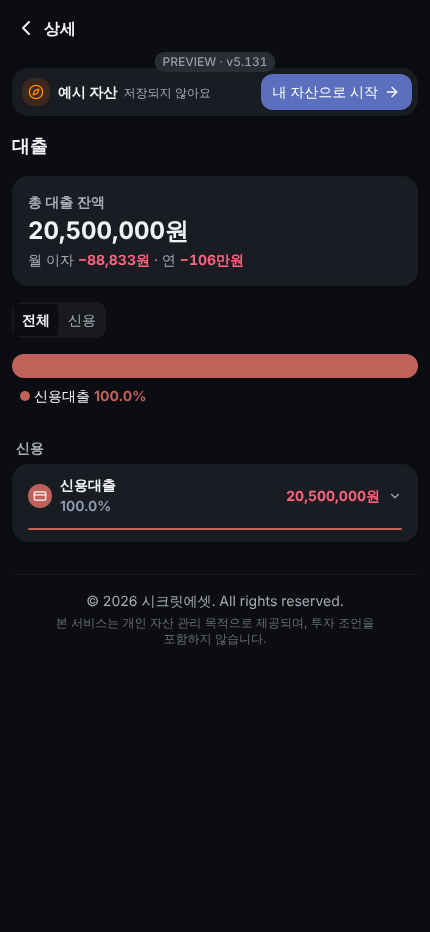 상세
PREVIEW · v5.131
예시 자산 저장되지 않아요
내 자산으로 시작 →
대출
총 대출 잔액
20,500,000원
월 이자 −88,833원 · 연 −106만원
전체 신용
신용대출 100.0%
신용
신용대출
100.0%
20,500,000원
© 2026 시크릿에셋. All rights reserved.
본 서비스는 개인 자산 관리 목적으로 제공되며, 투자 조언을
포함하지 않습니다.